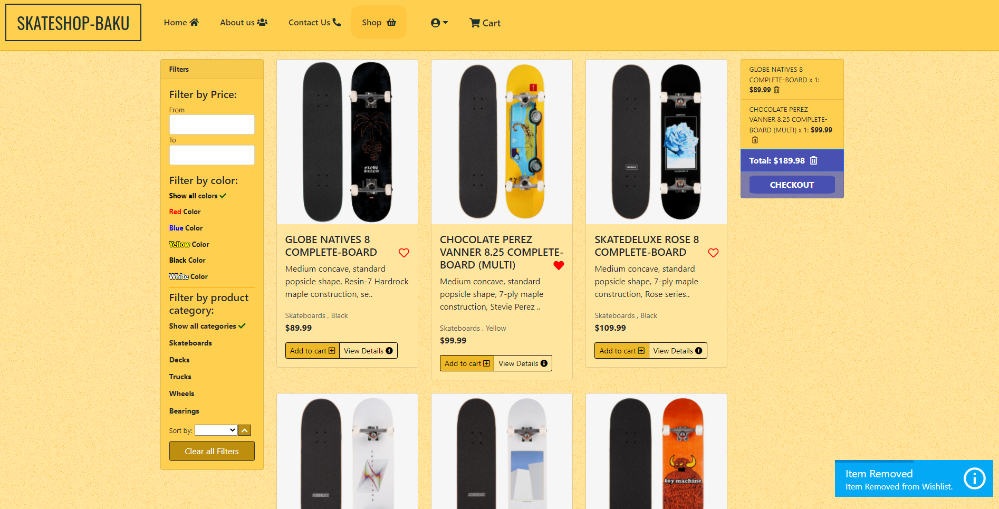 SKATESHOP-BAKU
Home
About us
Contact Us
Shop
Cart
Filters
Filter by Price:
From
To
Filter by color:
Show all colors
Red Color
Blue Color
Yellow Color
Black Color
White Color
Filter by product
category:
Show all categories
Skateboards
Decks
Trucks
Wheels
Bearings
Sort by:
Clear all Filters
GLOBE
BRAND
GLOBE NATIVES 8
COMPLETE-BOARD
Medium concave, standard
popsicle shape, Resin-7 Hardrock
maple construction, se..
Skateboards , Black
$89.99
Add to cart
View Details
CHOCOLATE PEREZ
VANNER 8.25 COMPLETE-
BOARD (MULTI)
Medium concave, standard
popsicle shape, 7-ply maple
construction, Stevie Perez ..
Skateboards , Yellow
$99.99
Add to cart
View Details
SKATEDELUXE ROSE 8
COMPLETE-BOARD
Medium concave, standard
popsicle shape, 7-ply maple
construction, Rose series..
Skateboards , Black
$109.99
Add to cart
View Details
toy machine
GLOBE NATIVES 8
COMPLETE-BOARD x 1:
$89.99
CHOCOLATE PEREZ
VANNER 8.25 COMPLETE-
BOARD (MULTI) x 1: $99.99
Total: $189.98
CHECKOUT
Item Removed
Item Removed from Wishlist.